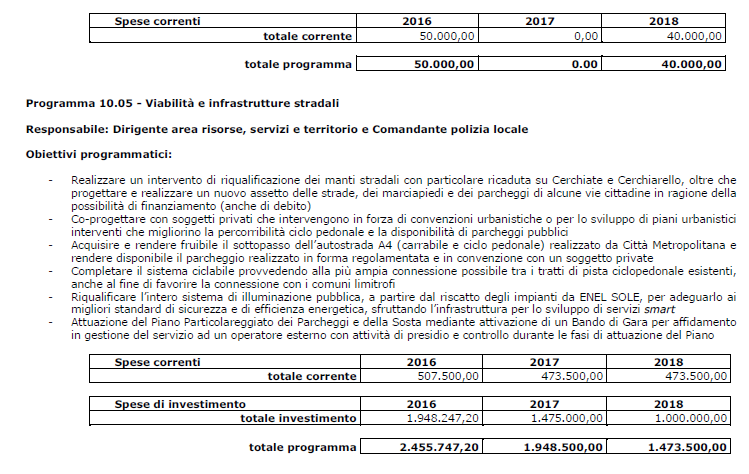 Spese correnti 2016 2017 2018
totale corrente 50.000,00 0,00 40.000,00
totale programma 50.000,00 0.00 40.000,00
Programma 10.05 - Viabilità e infrastrutture stradali
Responsabile: Dirigente area risorse, servizi e territorio e Comandante polizia locale
Obiettivi programmatici:
- Realizzare un intervento di riqualificazione dei manti stradali con particolare ricaduta su Cerchiate e Cerchiarello, oltre che
progettare e realizzare un nuovo assetto delle strade, dei marciapiedi e dei parcheggi di alcune vie cittadine in ragione della
possibilità di finanziamento (anche di debito)
- Co-progettare con soggetti privati che intervengono in forza di convenzioni urbanistiche o per lo sviluppo di piani urbanistici
interventi che migliorino la percorribilità ciclo pedonale e la disponibilità di parcheggi pubblici
- Acquisire e rendere fruibile il sottopasso dell'autostrada A4 (carrabile e ciclo pedonale) realizzato da Città Metropolitana e
rendere disponibile il parcheggio realizzato in forma regolamentata e in convenzione con un soggetto private
- Completare il sistema ciclabile provvedendo alla più ampia connessione possibile tra i tratti di pista ciclopedonale esistenti,
anche al fine di favorire la connessione con i comuni limitrofi
- Riqualificare l'intero sistema di illuminazione pubblica, a partire dal riscatto degli impianti da ENEL SOLE, per adeguarlo ai
migliori standard di sicurezza e di efficienza energetica, sfruttando l'infrastruttura per lo sviluppo di servizi smart
- Attuazione del Piano Particolareggiato dei Parcheggi e della Sosta mediante attivazione di un Bando di Gara per affidamento
in gestione del servizio ad un operatore esterno con attività di presidio e controllo durante le fasi di attuazione del Piano
Spese correnti 2016 2017 2018
totale corrente 507.500,00 473.500,00 473.500,00
Spese di investimento 2016 2017 2018
totale investimento 1.948.247,20 1.475.000,00 1.000.000,00
totale programma 2.455.747,20 1.948.500,00 1.473.500,00